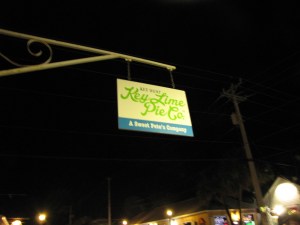 KEY WEST
Key Lime
Pie Co.
A Sweet Pete's Company